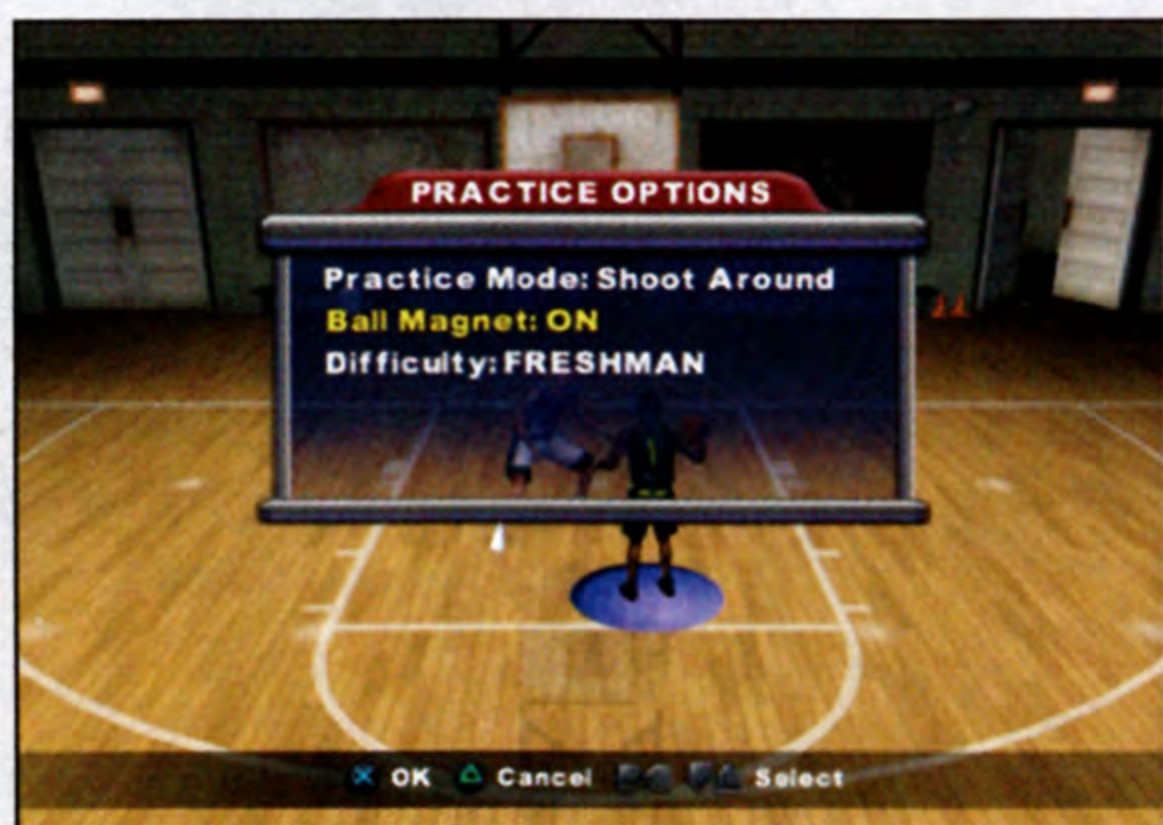 PRACTICE OPTIONS
Practice Mode: Shoot Around
Ball Magnet: ON
Difficulty: FRESHMAN
OK Cancel Select